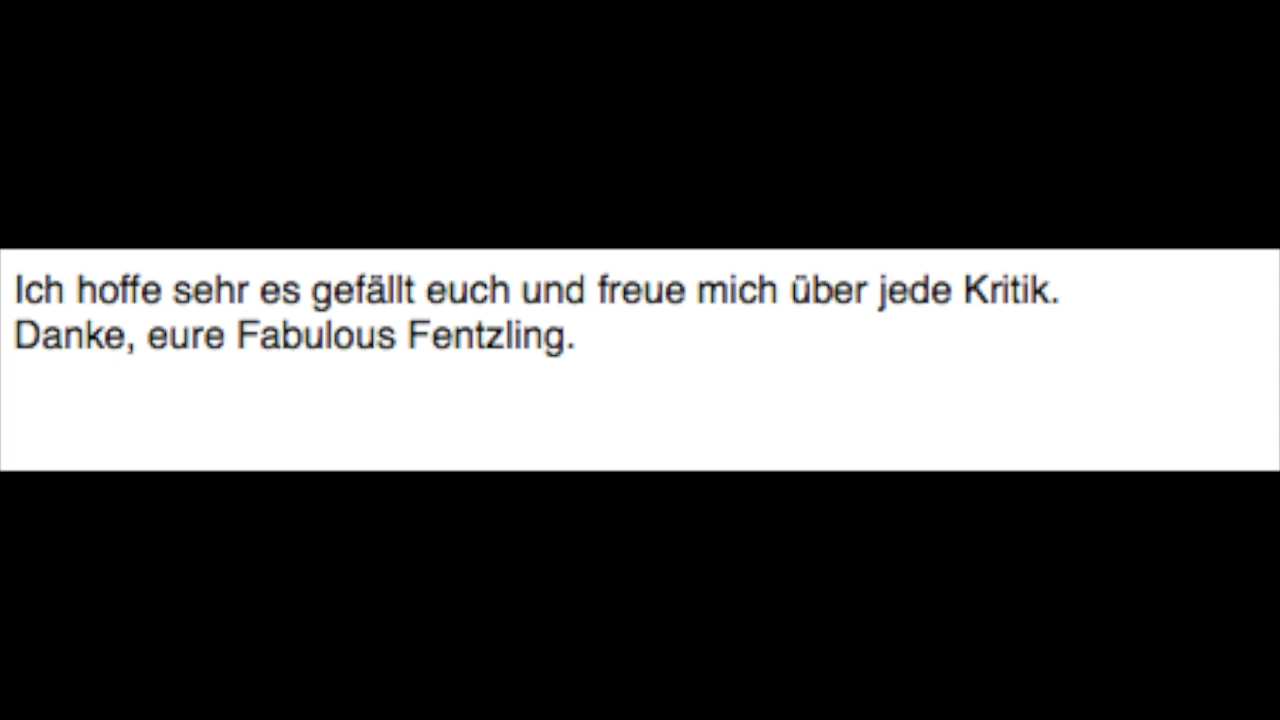 Ich hoffe sehr es gefällt euch und freue mich über jede Kritik.
Danke, eure Fabulous Fentzling.